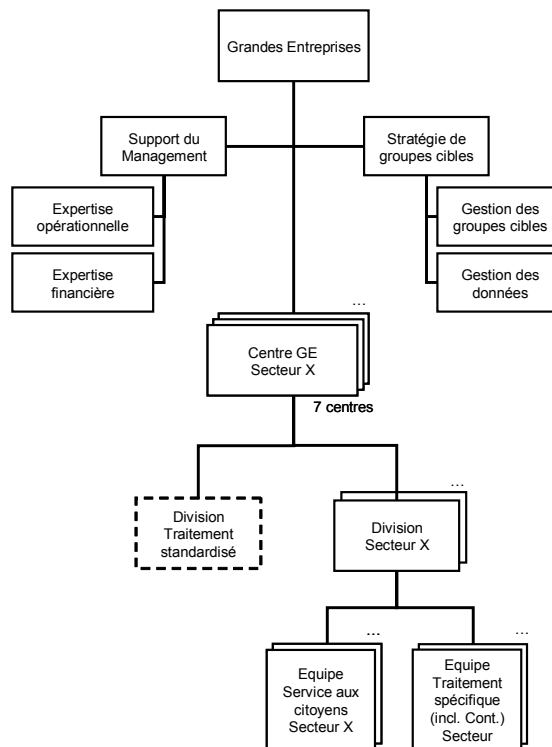 Grandes Entreprises
Support du
Management
Stratégie de
groupes cibles
Expertise
opérationnelle
Gestion des
groupes cibles
Expertise
financière
Gestion des
données
...
Centre GE
Secteur X
7 centres
...
Division
Traitement
standardisé
Division
Secteur X
...
...
Equipe
Service aux
citoyens
Secteur X
Equipe
Traitement
spécifique
(incl. Cont.)
Secteur